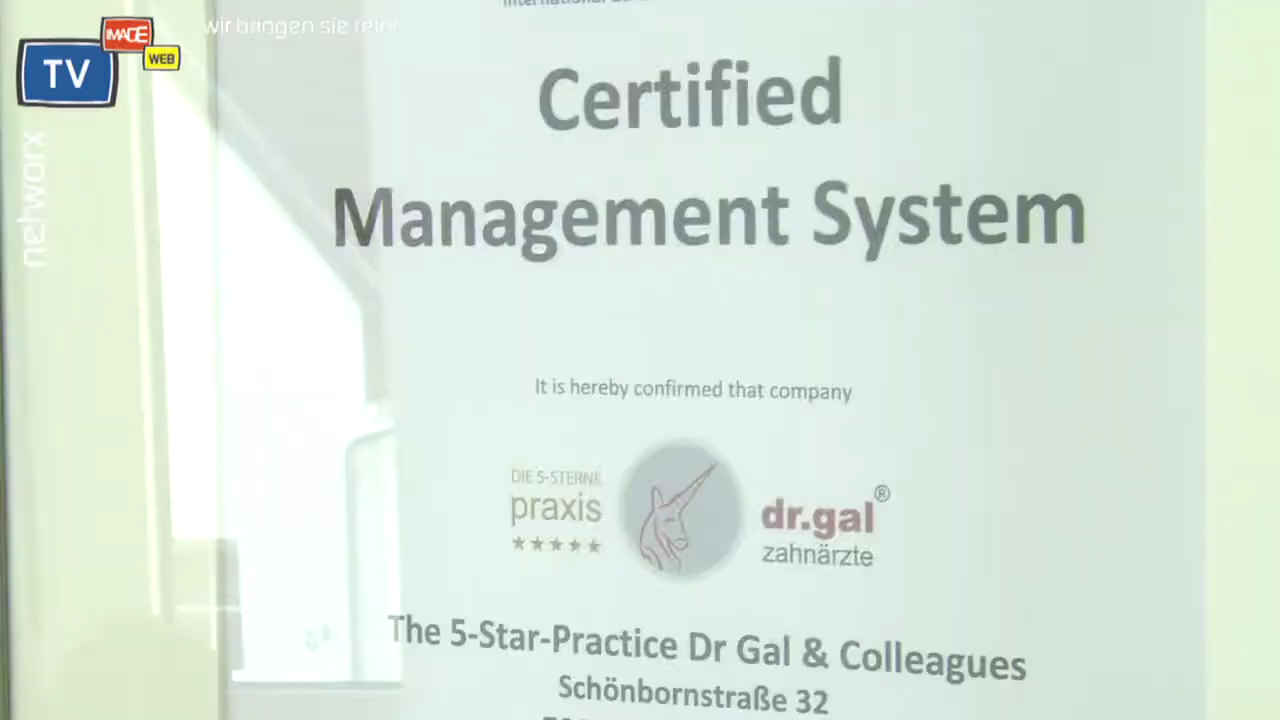 wir bringen sie rein
IMAGE
TV
WEB
networx
International
Certified
Management System
It is hereby confirmed that company
DIE 5-STERNE
praxis
★★★★★
dr.gal®
zahnärzte
The 5-Star-Practice Dr Gal & Colleagues
Schönbornstraße 32